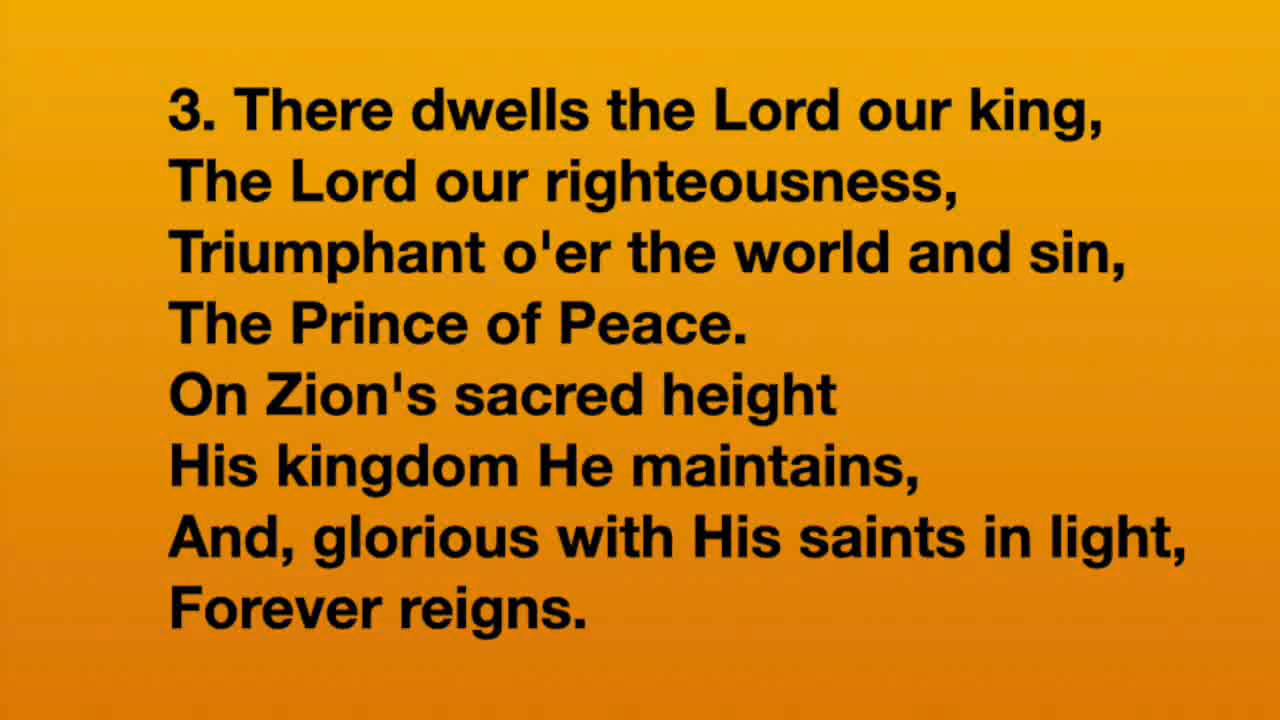 3. There dwells the Lord our king,
The Lord our righteousness,
Triumphant o'er the world and sin,
The Prince of Peace.
On Zion's sacred height
His kingdom He maintains,
And, glorious with His saints in light,
Forever reigns.